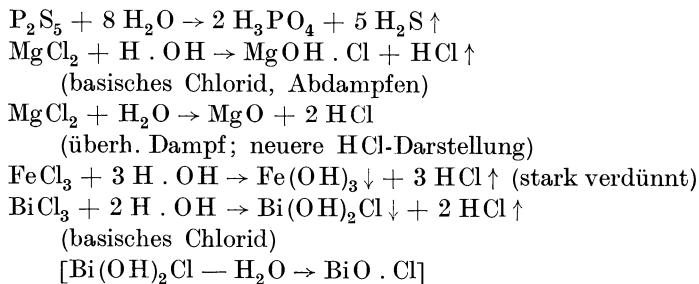 P₂S₅ + 8 H₂O → 2 H₃PO₄ + 5 H₂S ↑
MgCl₂ + H . OH → MgOH . Cl + HCl ↑
(basisches Chlorid, Abdampfen)
MgCl₂ + H₂O → MgO + 2 HCl
(überh. Dampf; neuere HCl-Darstellung)
FeCl₃ + 3 H . OH → Fe(OH)₃ ↓ + 3 HCl ↑ (stark verdünnt)
BiCl₃ + 2 H . OH → Bi(OH)₂Cl ↓ + 2 HCl ↑
(basisches Chlorid)
[Bi(OH)₂Cl — H₂O → BiO . Cl]